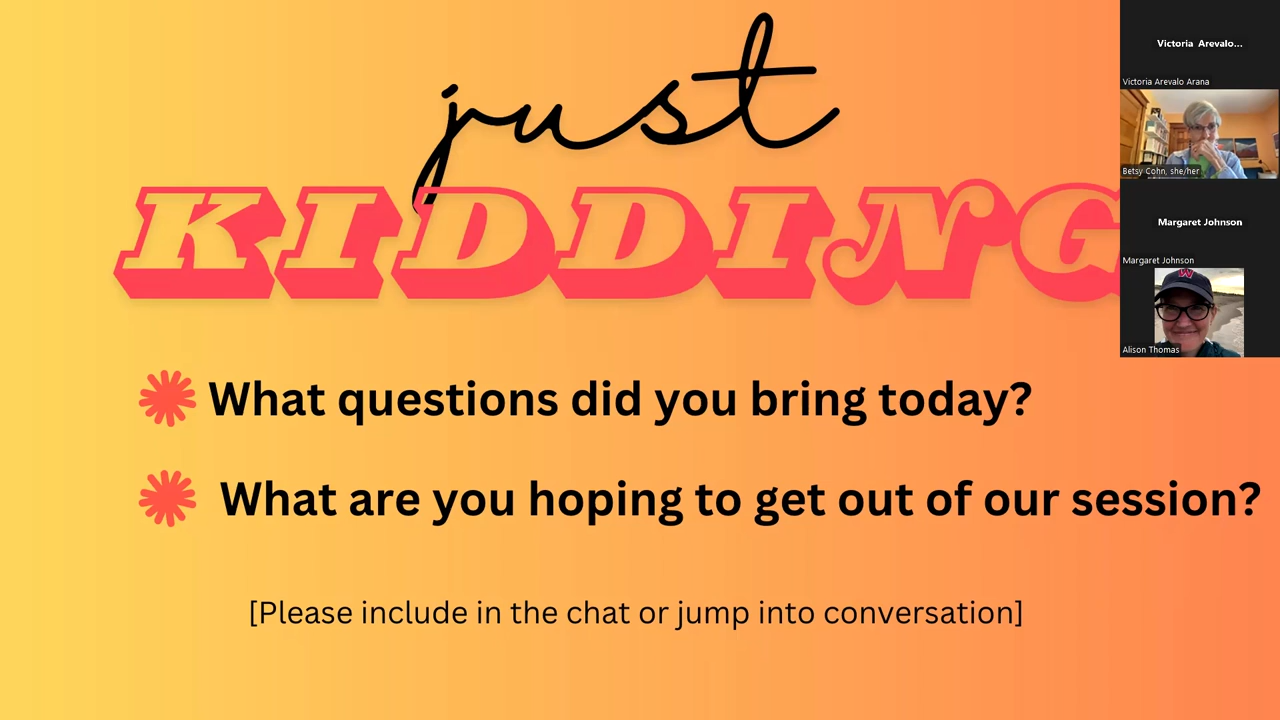 just
KIDDING
What questions did you bring today?
What are you hoping to get out of our session?
[Please include in the chat or jump into conversation]
Victoria Arevalo...
Victoria Arevalo Arana
Betsy Cohn, she/her
Margaret Johnson
Margaret Johnson
W
Alison Thomas